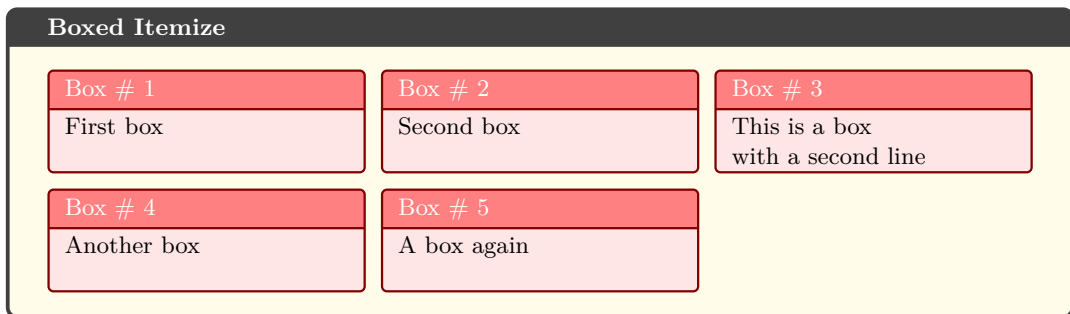 Boxed Itemize
Box # 1
First box
Box # 2
Second box
Box # 3
This is a box
with a second line
Box # 4
Another box
Box # 5
A box again